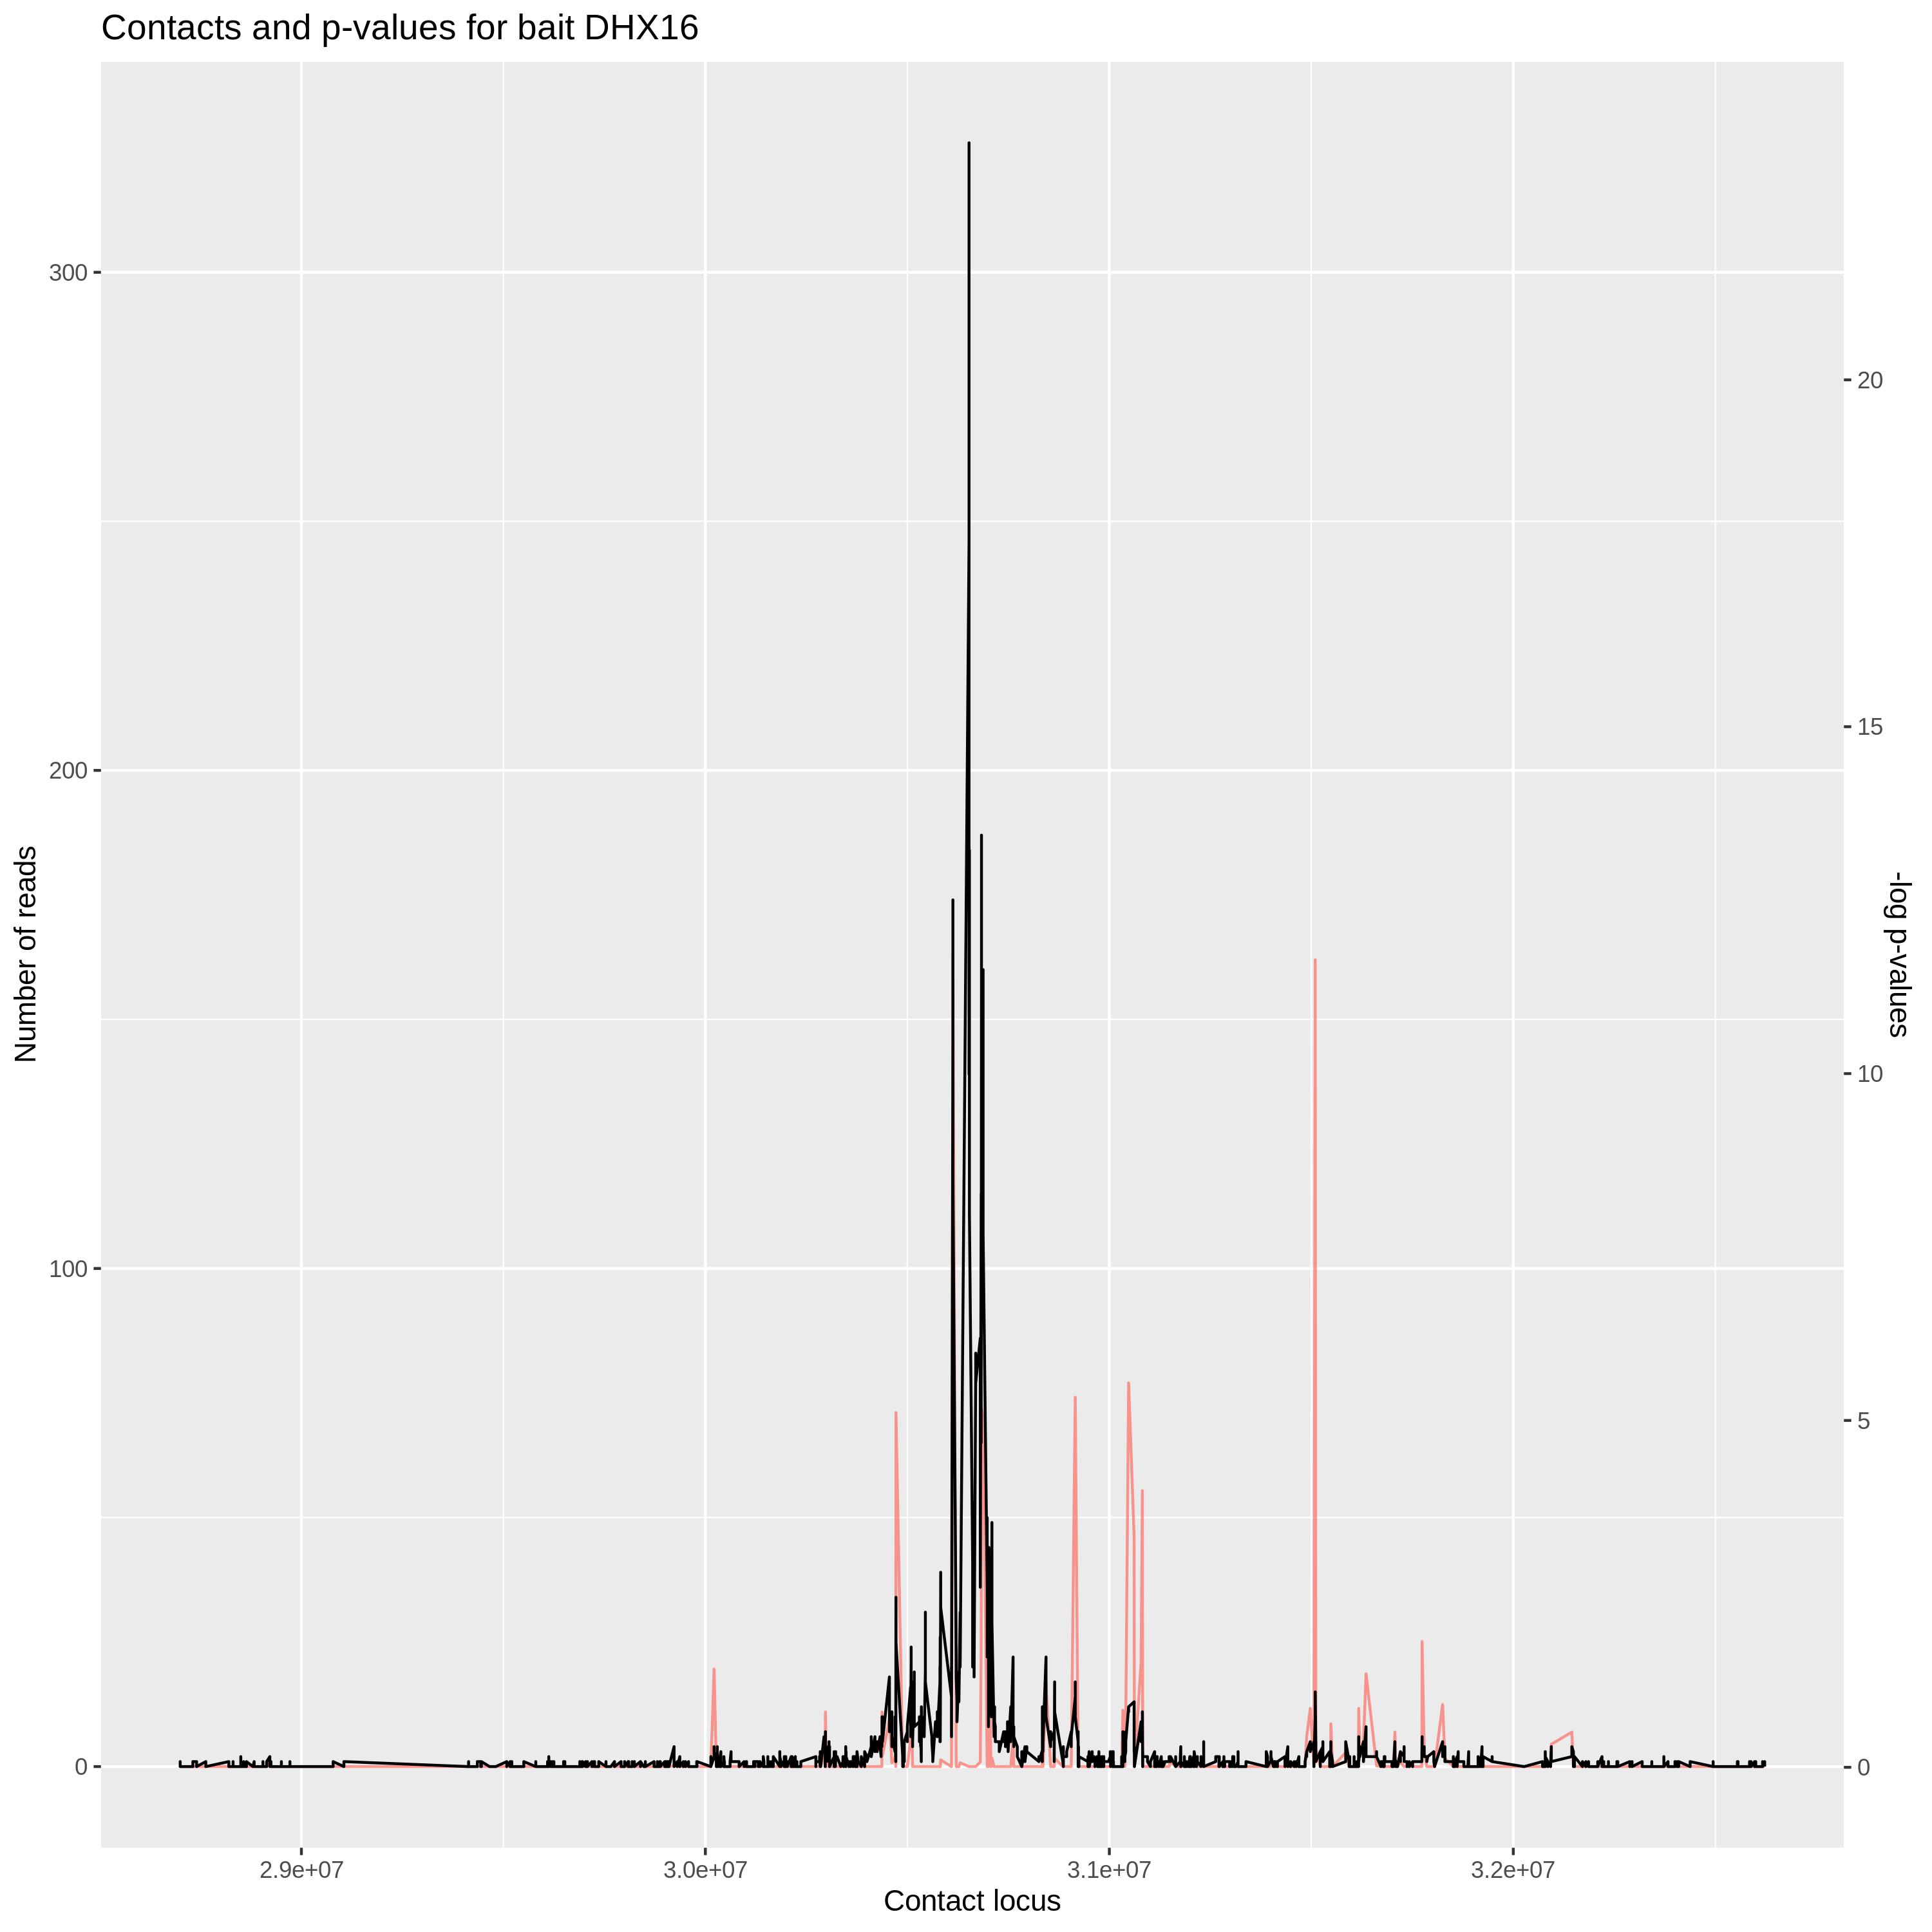 Contacts and p-values for bait DHX16
300
200
100
0
Number of reads
20
15
10
5
0
-log p-values
2.9e+07
3.0e+07
3.1e+07
3.2e+07
Contact locus